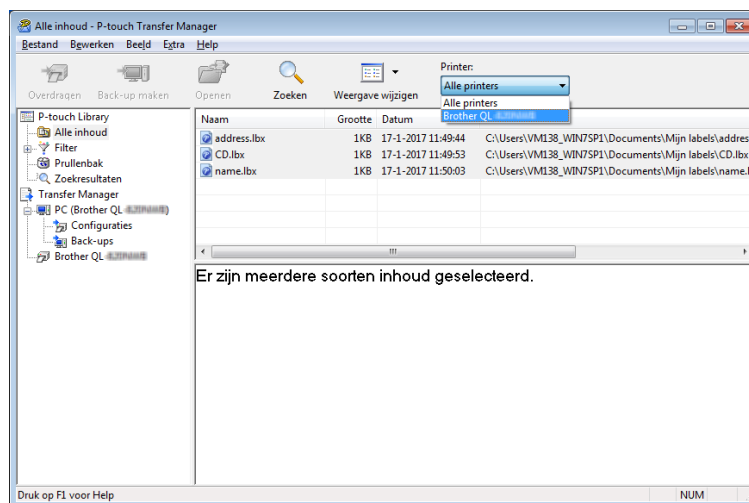 Alle inhoud - P-touch Transfer Manager
Bestand Bewerken Beeld Extra Help
Overdragen Back-up maken Openen Zoeken Weergave wijzigen
Printer:
Alle printers
Alle printers
Brother QL
P-touch Library
Alle inhoud
Filter
Prullenbak
Zoekresultaten
Transfer Manager
PC (Brother QL )
Configuraties
Back-ups
Brother QL
Naam Grootte Datum
address.lbx 1KB 17-1-2017 11:49:44 C:\Users\VM138_WIN7SP1\Documents\Mijn labels\addres
CD.lbx 1KB 17-1-2017 11:49:53 C:\Users\VM138_WIN7SP1\Documents\Mijn labels\CD.lbx
name.lbx 1KB 17-1-2017 11:50:03 C:\Users\VM138_WIN7SP1\Documents\Mijn labels\name.l
Er zijn meerdere soorten inhoud geselecteerd.
Druk op F1 voor Help NUM